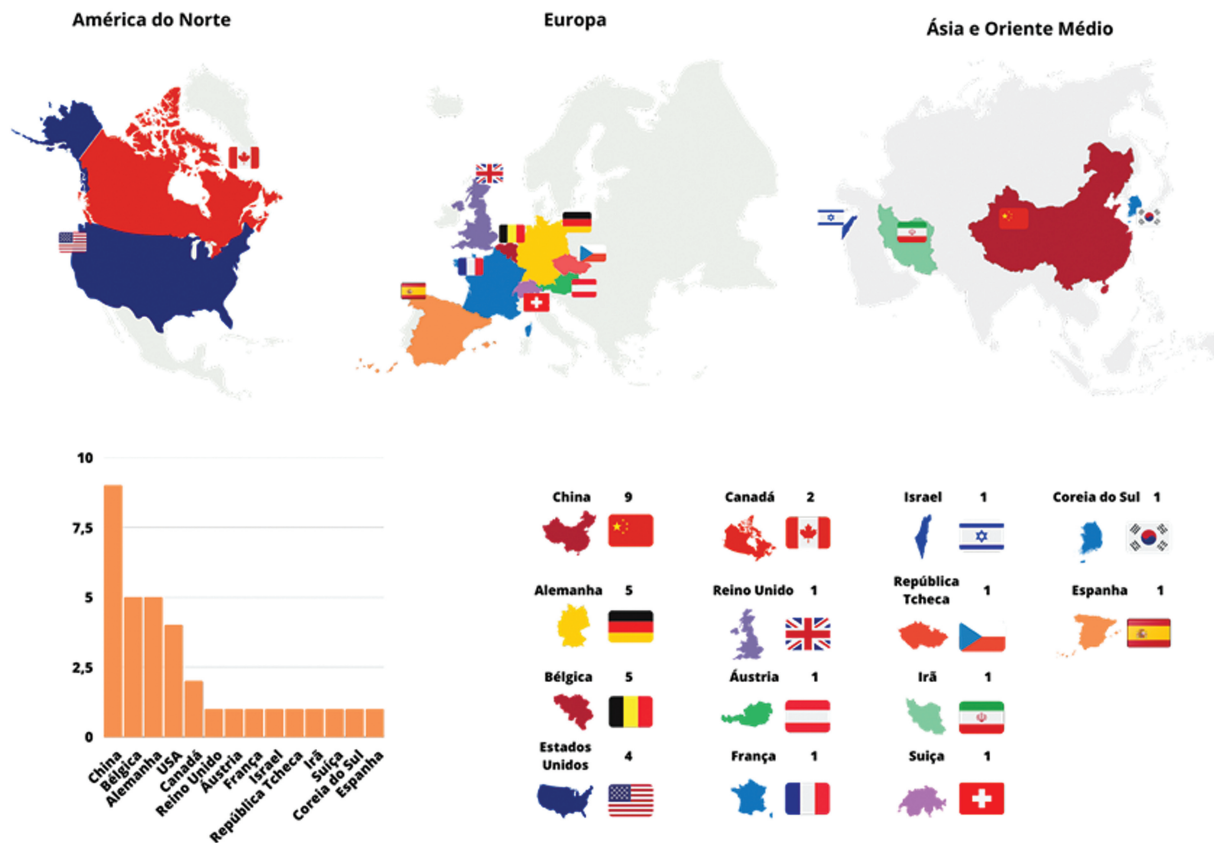 América do Norte
Europa
Ásia e Oriente Médio
10
7,5
5
2,5
0
China
Bélgica
Alemanha
USA
Canadá
Reino Unido
Áustria
França
Israel
República Tcheca
Irã
Suiça
Coreia do Sul
Espanha
China 9
Canadá 2
Israel 1
Coreia do Sul 1
Alemanha 5
Reino Unido 1
República
Tcheca 1
Espanha 1
Bélgica 5
Áustria 1
Irã 1
Estados
Unidos 4
França 1
Suiça 1